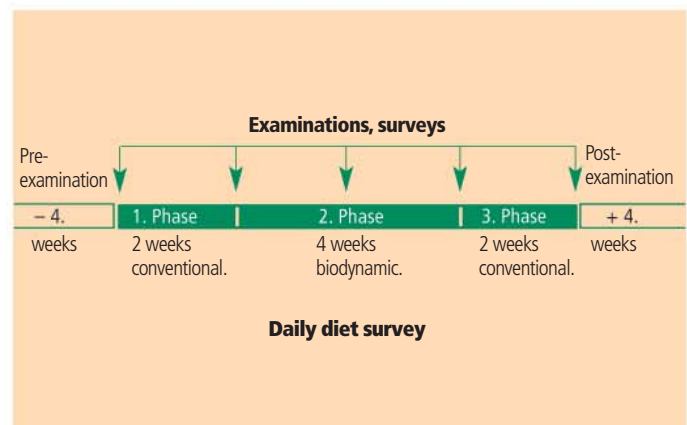 Examinations, surveys
Pre-
examination
Post-
examination
– 4.
1. Phase
2. Phase
3. Phase
+ 4.
weeks
2 weeks
conventional.
4 weeks
biodynamic.
2 weeks
conventional.
weeks
Daily diet survey